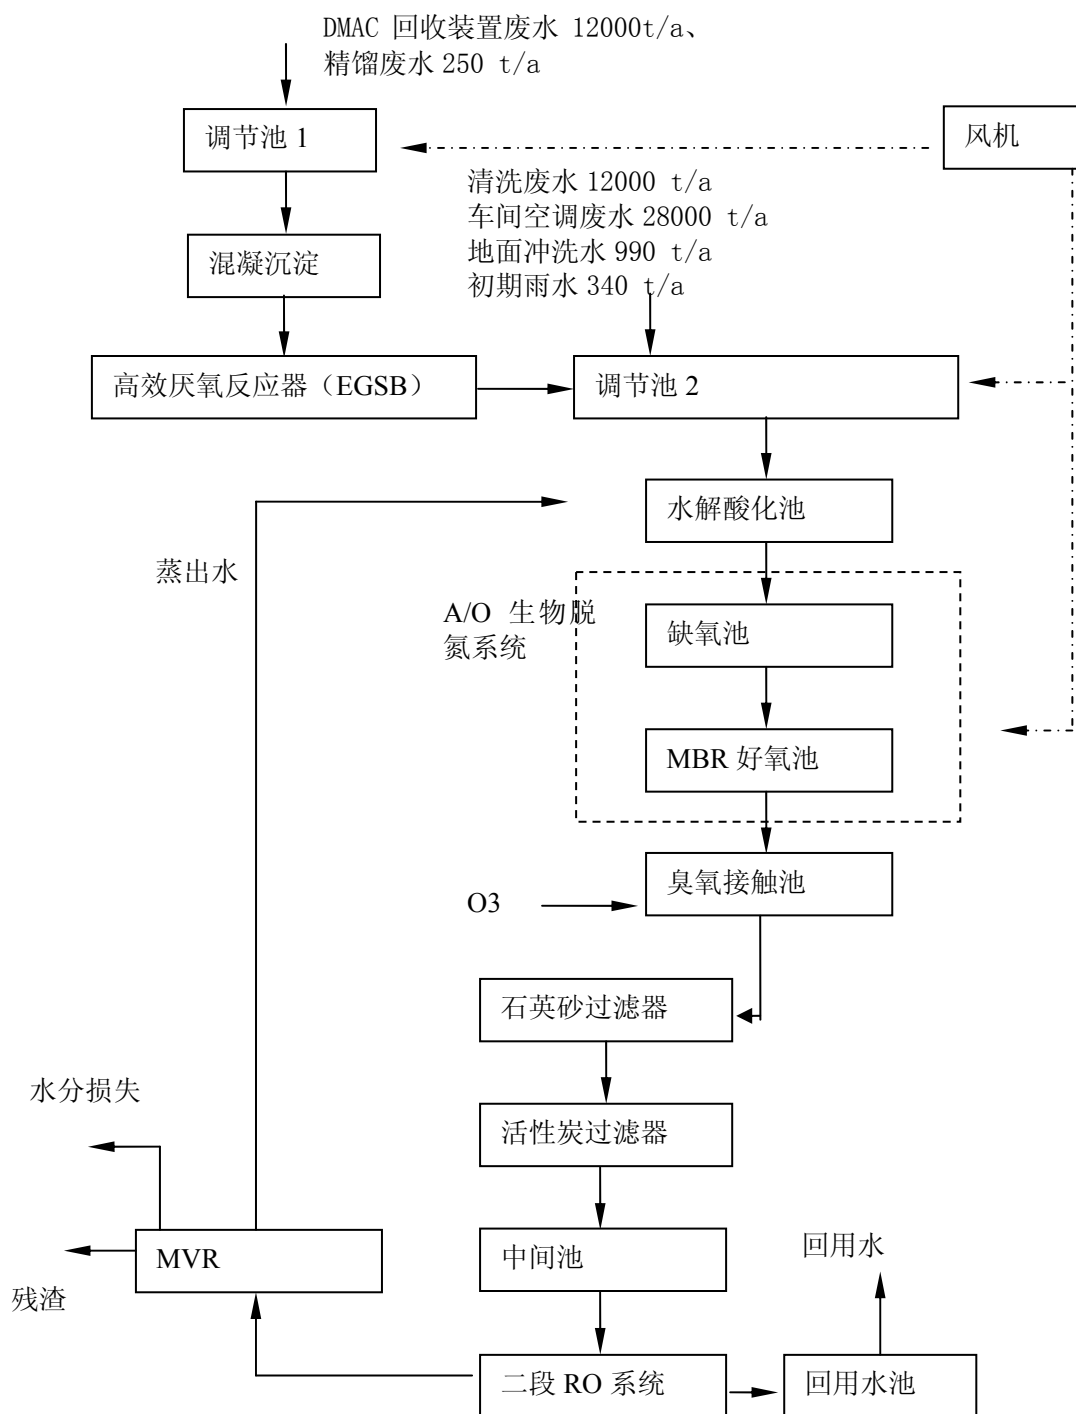 DMAC 回收装置废水 12000t/a、
精馏废水 250 t/a
调节池 1
风机
清洗废水 12000 t/a
车间空调废水 28000 t/a
地面冲洗水 990 t/a
初期雨水 340 t/a
混凝沉淀
高效厌氧反应器（EGSB）
调节池 2
水解酸化池
蒸出水
A/O 生物脱
氮系统
缺氧池
MBR 好氧池
臭氧接触池
O3
石英砂过滤器
水分损失
活性炭过滤器
MVR
中间池
回用水
残渣
二段 RO 系统
回用水池